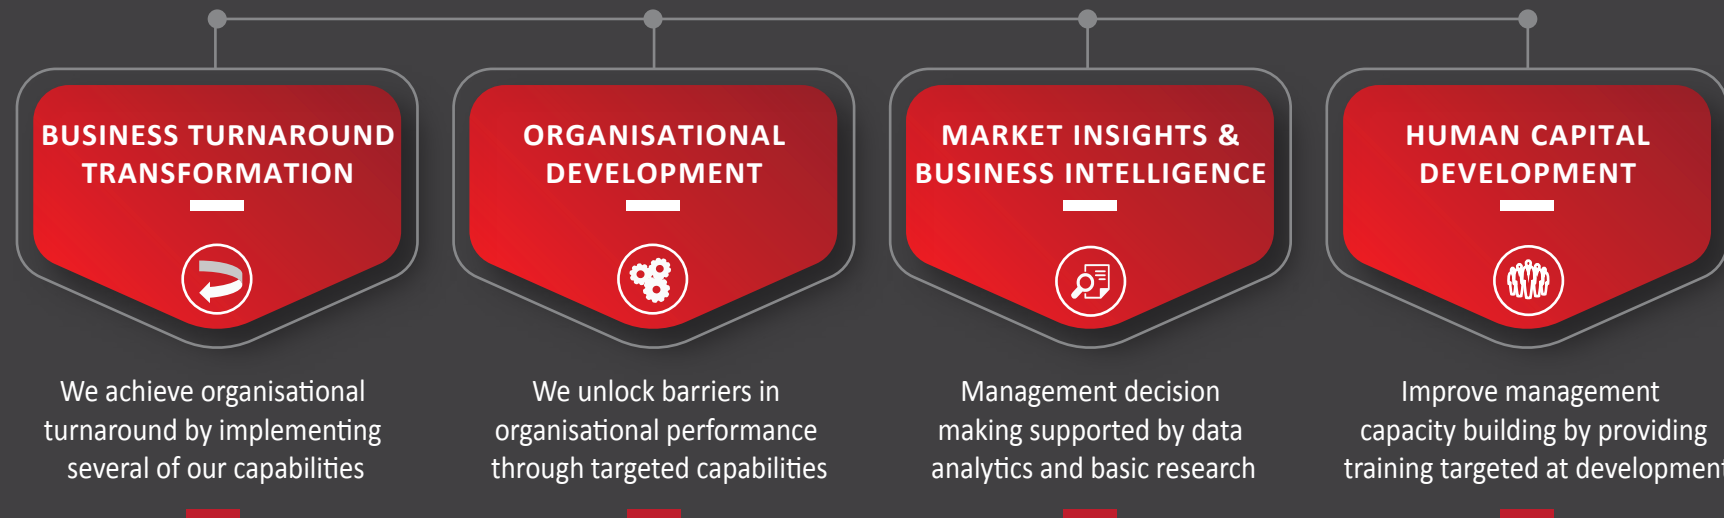 BUSINESS TURNAROUND
TRANSFORMATION
We achieve organisational
turnaround by implementing
several of our capabilities
ORGANISATIONAL
DEVELOPMENT
We unlock barriers in
organisational performance
through targeted capabilities
MARKET INSIGHTS &
BUSINESS INTELLIGENCE
Management decision
making supported by data
analytics and basic research
HUMAN CAPITAL
DEVELOPMENT
Improve management
capacity building by providing
training targeted at development